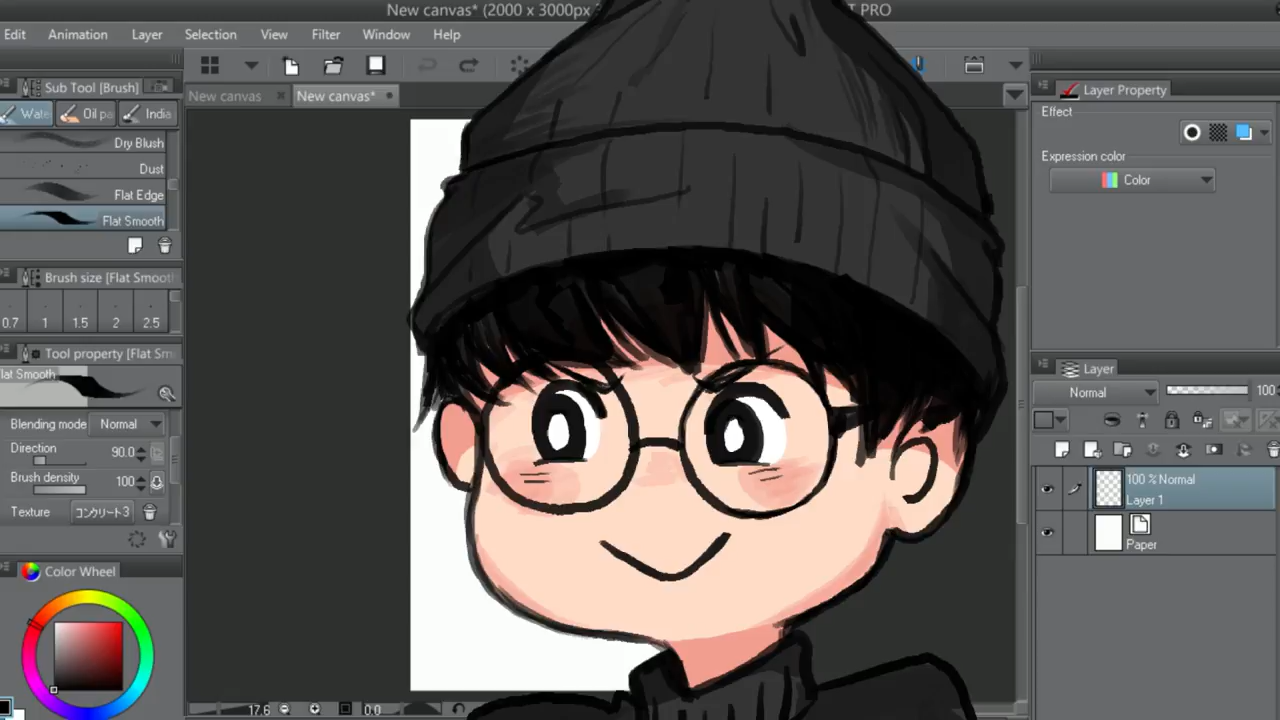 New canvas* (2000 x 3000px
T PRO
Edit Animation Layer Selection View Filter Window Help
Sub Tool [Brush]
New canvas
New canvas*
Oil pa
India
Dry Blush
Dust
Flat Edge
Flat Smooth
Brush size [Flat Smooth
0.7 1 1.5 2 2.5
Tool property [Flat Sm
Flat Smooth
Blending mode Normal
Direction 90.0
Brush density 100
Texture コンクリート3
Color Wheel
17.6 0.0
Layer Property
Effect
Expression color
Color
Layer
Normal 100
100 % Normal
Layer 1
Paper